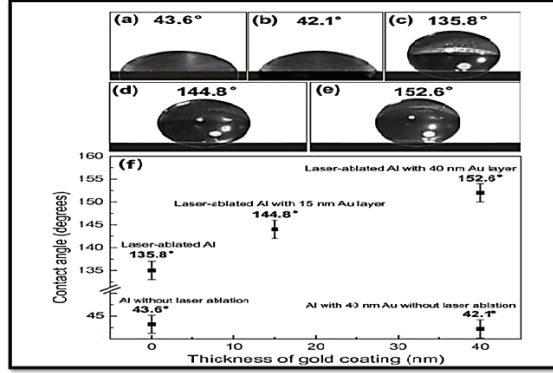 (a) 43.6°
(b) 42.1°
(c) 135.8°
(d) 144.8°
(e) 152.6°
(f)
Contact angle (degrees)
160
155
150
145
140
135
45
Laser-ablated Al with 40 nm Au layer
152.6°
Laser-ablated Al with 15 nm Au layer
144.8°
Laser-ablated Al
135.8°
Al without laser ablation
43.6°
Al with 40 nm Au without laser ablation
42.1°
0 10 20 30 40
Thickness of gold coating (nm)